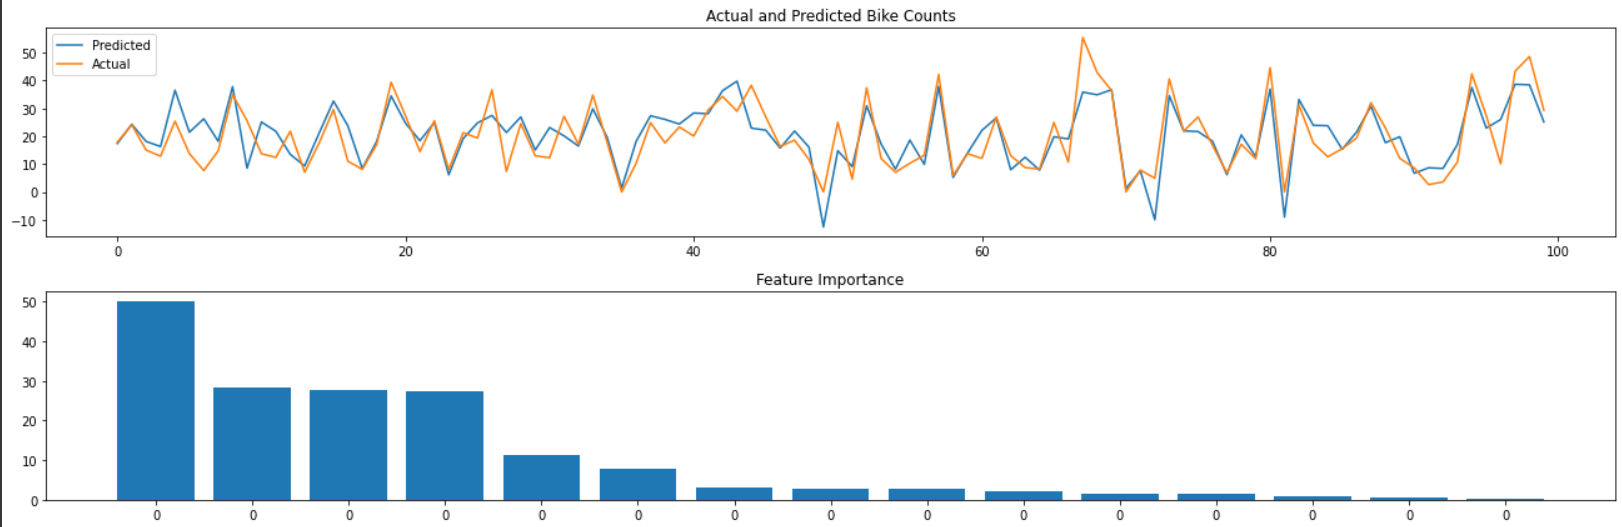 Actual and Predicted Bike Counts
Predicted
Actual
50
40
30
20
10
0
−10
0 20 40 60 80 100
Feature Importance
50
40
30
20
10
0
0 0 0 0 0 0 0 0 0 0 0 0 0 0 0